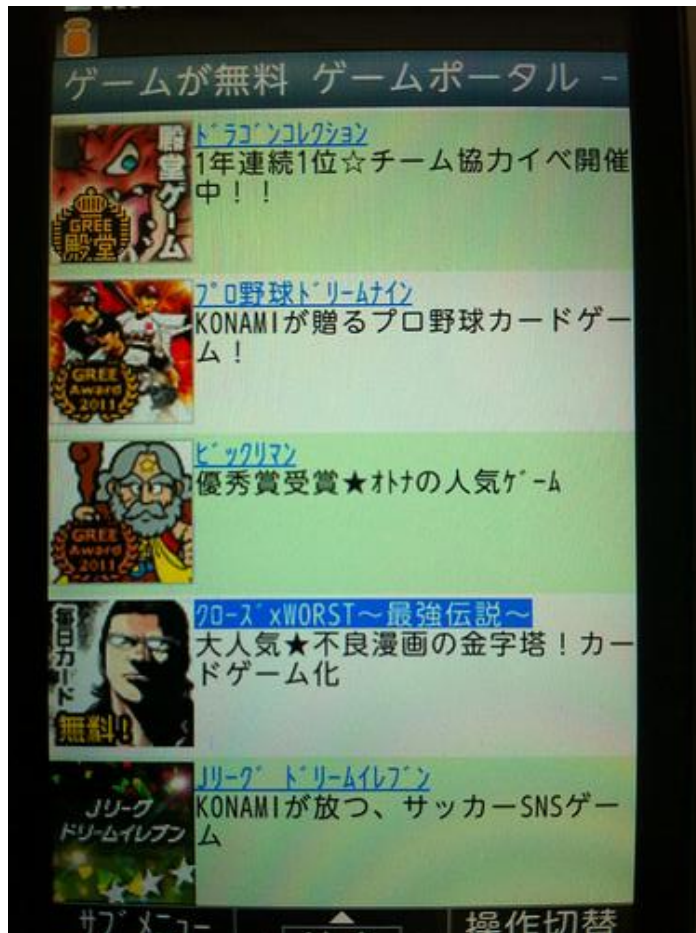 ゲームが無料 ゲームポータル -
ﾄﾞﾗｺﾞﾝｺﾚｸｼｮﾝ
1年連続1位☆チーム協力イベ開催
中！！
殿堂ゲーム
GREE
殿堂
ﾌﾟﾛ野球ﾄﾞﾘｰﾑﾅｲﾝ
KONAMIが贈るプロ野球カードゲー
ム！
GREE
Award
2011
ﾋﾞｯｸﾘﾏﾝ
優秀賞受賞★ｵﾄﾅの人気ｹﾞｰﾑ
GREE
Award
2011
ｸﾛｰｽﾞxWORST～最強伝説～
大人気★不良漫画の金字塔！カー
ドゲーム化
毎日カード
無料！
Jﾘｰｸﾞ ﾄﾞﾘｰﾑｲﾚﾌﾞﾝ
KONAMIが放つ、サッカーSNSゲー
ム
Jリーグ
ドリームイレブン
ｻﾌﾞﾒﾆｭｰ
操作切替